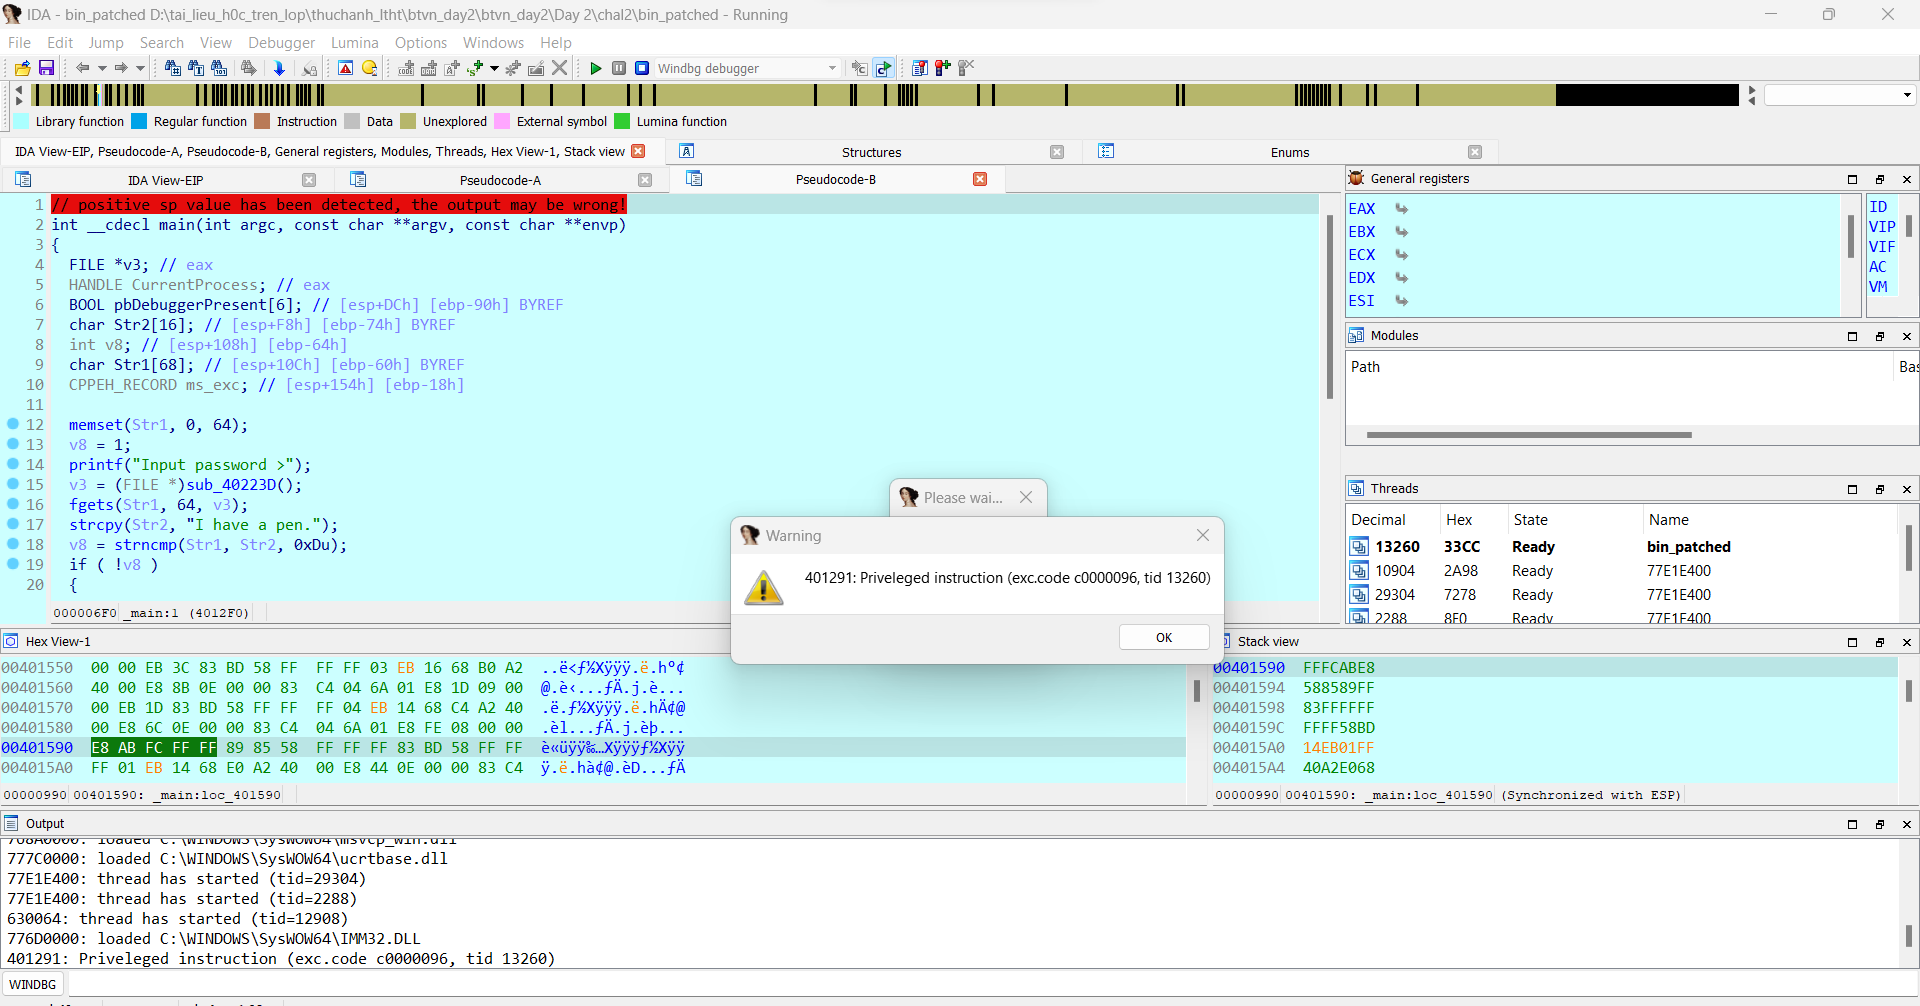 IDA - bin_patched D:\tai_lieu_h0c_tren_lop\thuchanh_ltht\btvn_day2\btvn_day2\Day 2\chal2\bin_patched - Running
File Edit Jump Search View Debugger Lumina Options Windows Help
Windbg debugger
Library function Regular function Instruction Data Unexplored External symbol Lumina function
IDA View-EIP, Pseudocode-A, Pseudocode-B, General registers, Modules, Threads, Hex View-1, Stack view Structures Enums
IDA View-EIP Pseudocode-A Pseudocode-B
1 // positive sp value has been detected, the output may be wrong!
2 int __cdecl main(int argc, const char **argv, const char **envp)
3 {
4 FILE *v3; // eax
5 HANDLE CurrentProcess; // eax
6 BOOL pbDebuggerPresent[6]; // [esp+DCh] [ebp-90h] BYREF
7 char Str2[16]; // [esp+F8h] [ebp-74h] BYREF
8 int v8; // [esp+108h] [ebp-64h]
9 char Str1[68]; // [esp+10Ch] [ebp-60h] BYREF
10 CPPEH_RECORD ms_exc; // [esp+154h] [ebp-18h]
11
12 memset(Str1, 0, 64);
13 v8 = 1;
14 printf("Input password >");
15 v3 = (FILE *)sub_40223D();
16 fgets(Str1, 64, v3);
17 strcpy(Str2, "I have a pen.");
18 v8 = strncmp(Str1, Str2, 0xDu);
19 if ( !v8 )
20 {
000006F0 _main:1 (4012F0)
General registers
EAX
EBX
ECX
EDX
ESI
ID
VIP
VIF
AC
VM
Modules
Path Bas
Threads
Decimal Hex State Name
13260 33CC Ready bin_patched
10904 2A98 Ready 77E1E400
29304 7278 Ready 77E1E400
2288 8F0 Ready 77E1E400
Please wai...
Warning
401291: Priveleged instruction (exc.code c0000096, tid 13260)
OK
Hex View-1
00401550 00 00 EB 3C 83 BD 58 FF FF FF 03 EB 16 68 B0 A2 ..ë<ƒ½Xÿÿÿ.ë.h°¢
00401560 40 00 E8 8B 0E 00 00 83 C4 04 6A 01 E8 1D 09 00 @.è‹...ƒÄ.j.è...
00401570 00 EB 1D 83 BD 58 FF FF FF 04 EB 14 68 C4 A2 40 .ë.ƒ½Xÿÿÿ.ë.hÄ¢@
00401580 00 E8 6C 0E 00 00 83 C4 04 6A 01 E8 FE 08 00 00 .èl...ƒÄ.j.èþ...
00401590 E8 AB FC FF FF 89 85 58 FF FF FF 83 BD 58 FF FF è«üÿÿ‰…Xÿÿÿƒ½Xÿÿ
004015A0 FF 01 EB 14 68 E0 A2 40 00 E8 44 0E 00 00 83 C4 ÿ.ë.hà¢@.èD...ƒÄ
00000990 00401590: _main:loc_401590
Stack view
00401590 FFFCABE8
00401594 588589FF
00401598 83FFFFFF
0040159C FFFF58BD
004015A0 14EB01FF
004015A4 40A2E068
00000990 00401590: _main:loc_401590 (Synchronized with ESP)
Output
768A0000: loaded C:\WINDOWS\SysWOW64\msvcp_win.dll
777C0000: loaded C:\WINDOWS\SysWOW64\ucrtbase.dll
77E1E400: thread has started (tid=29304)
77E1E400: thread has started (tid=2288)
630064: thread has started (tid=12908)
776D0000: loaded C:\WINDOWS\SysWOW64\IMM32.DLL
401291: Priveleged instruction (exc.code c0000096, tid 13260)
WINDBG